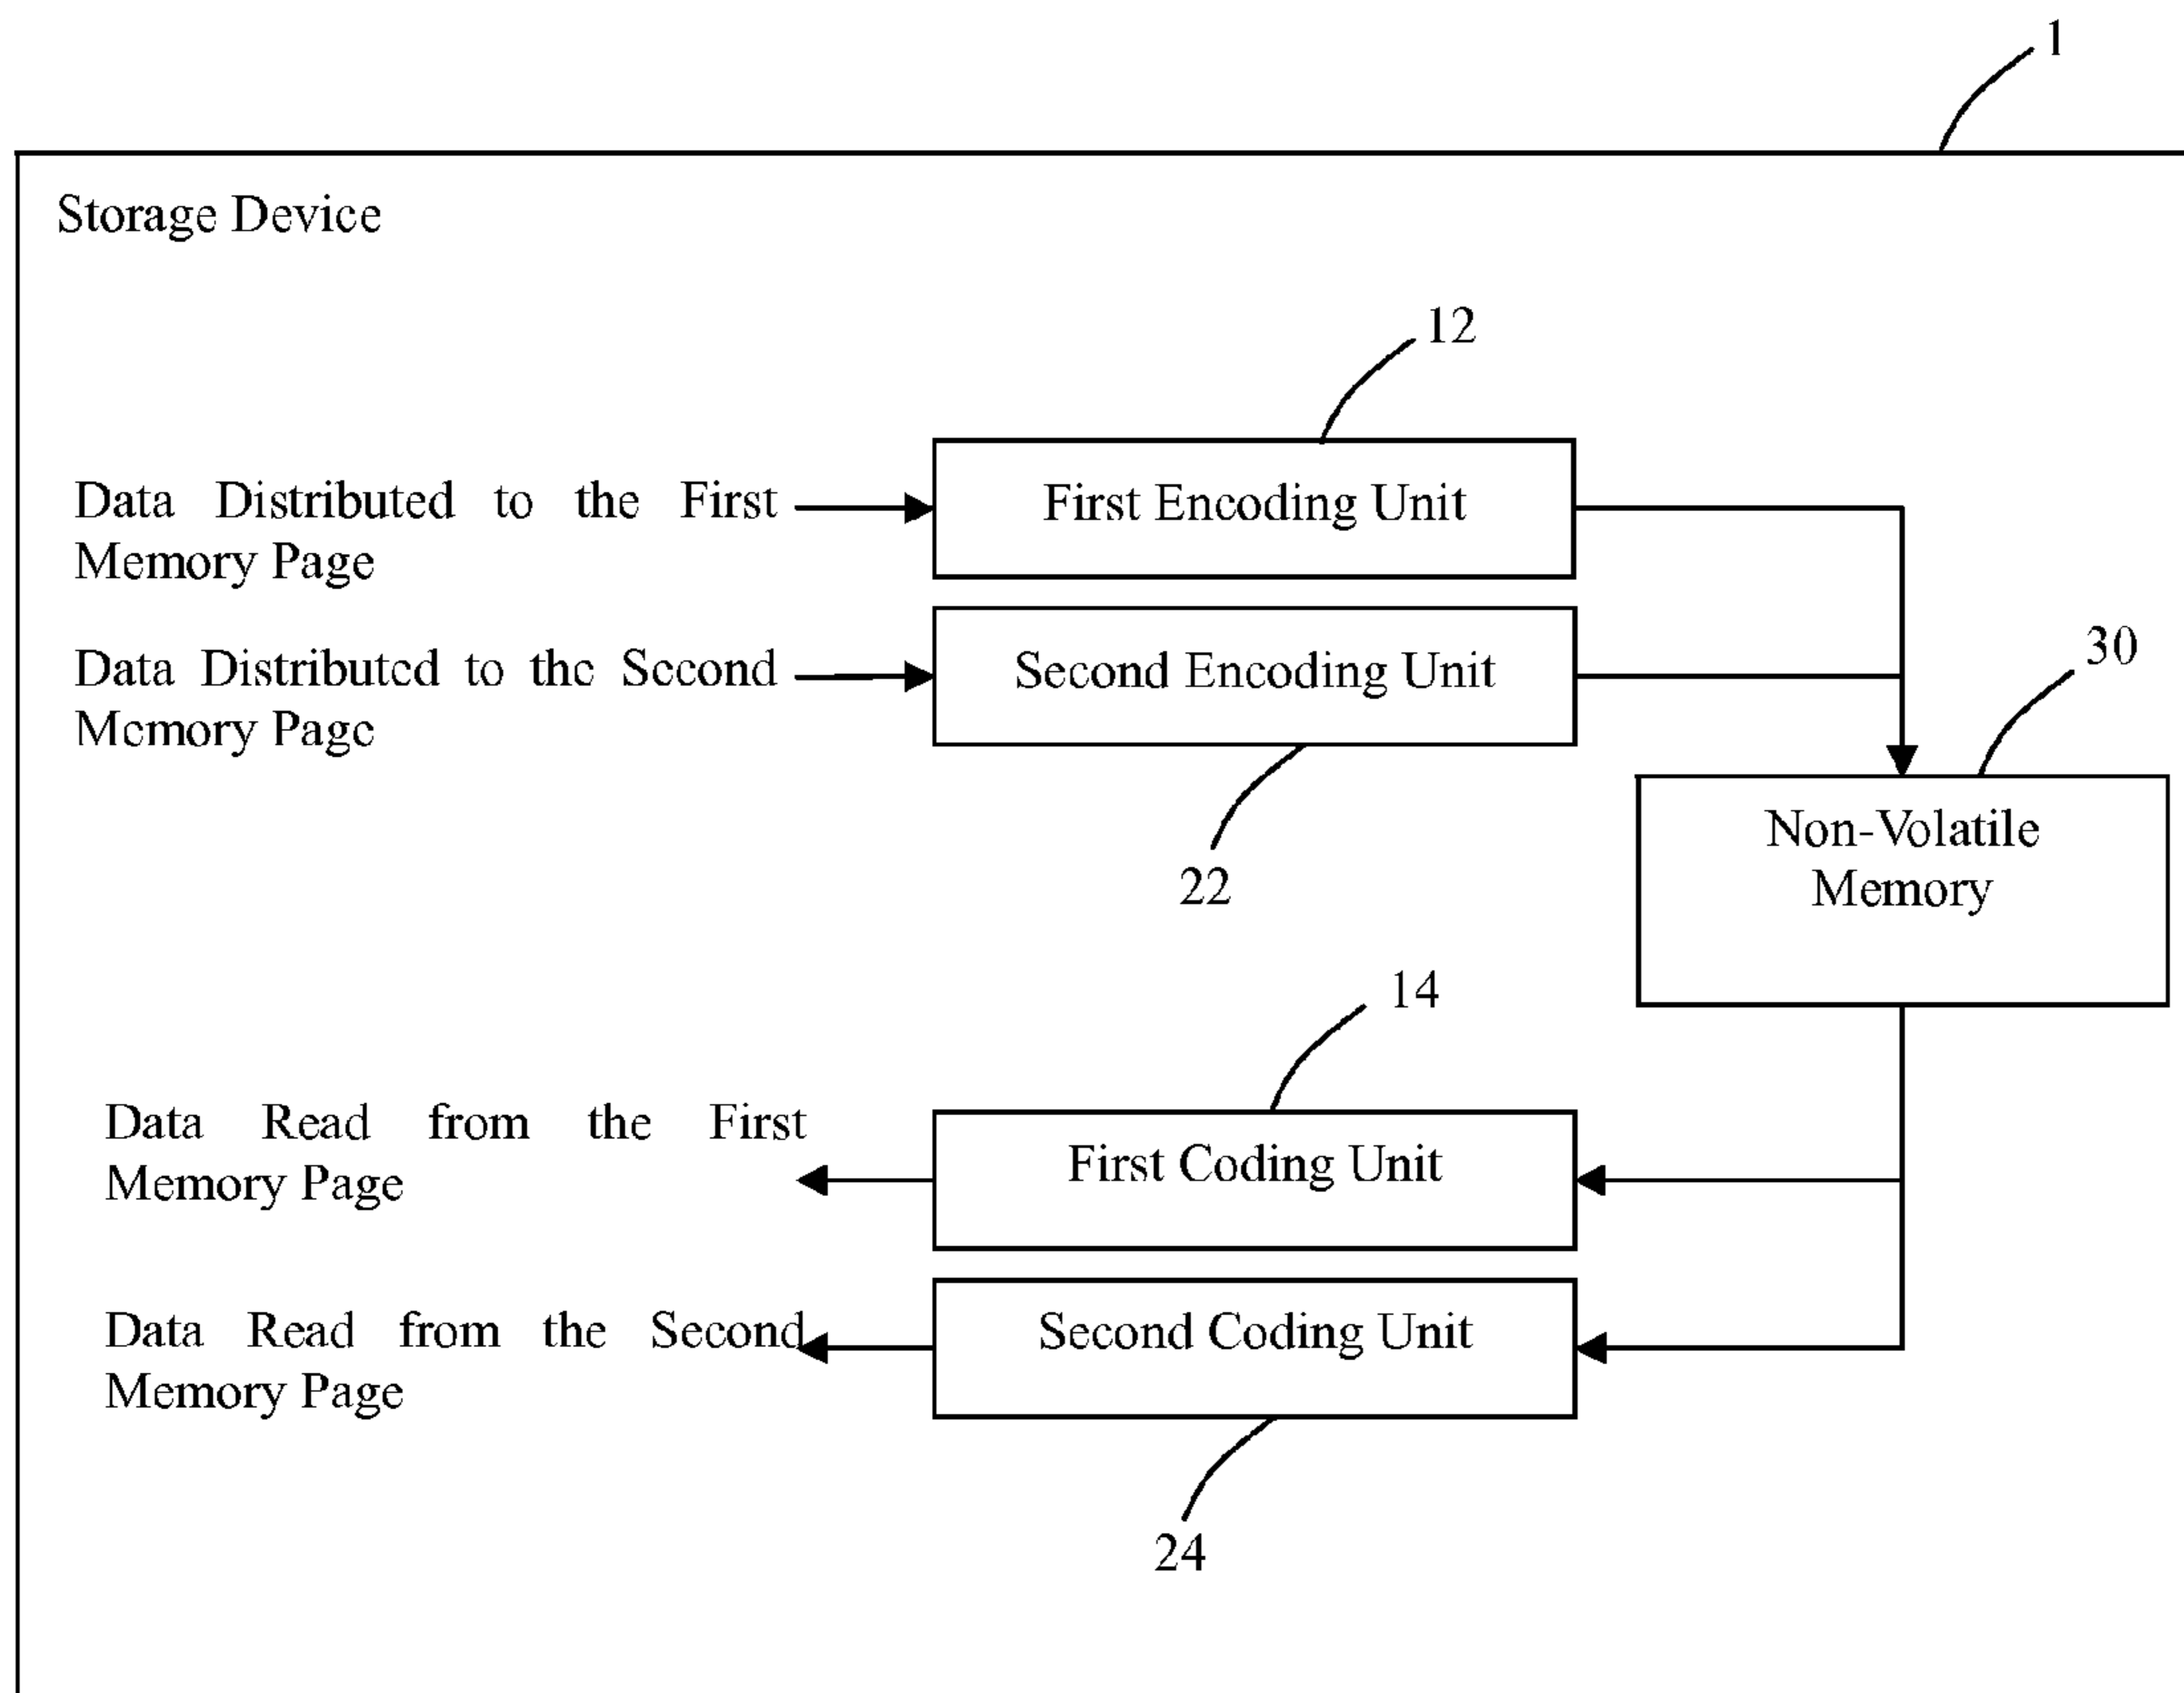 1
Storage Device
12
Data Distributed to the First
Memory Page
First Encoding Unit
Data Distributed to the Second
Memory Page
Second Encoding Unit
30
22
Non-Volatile
Memory
14
Data Read from the First
Memory Page
First Coding Unit
Data Read from the Second
Memory Page
Second Coding Unit
24